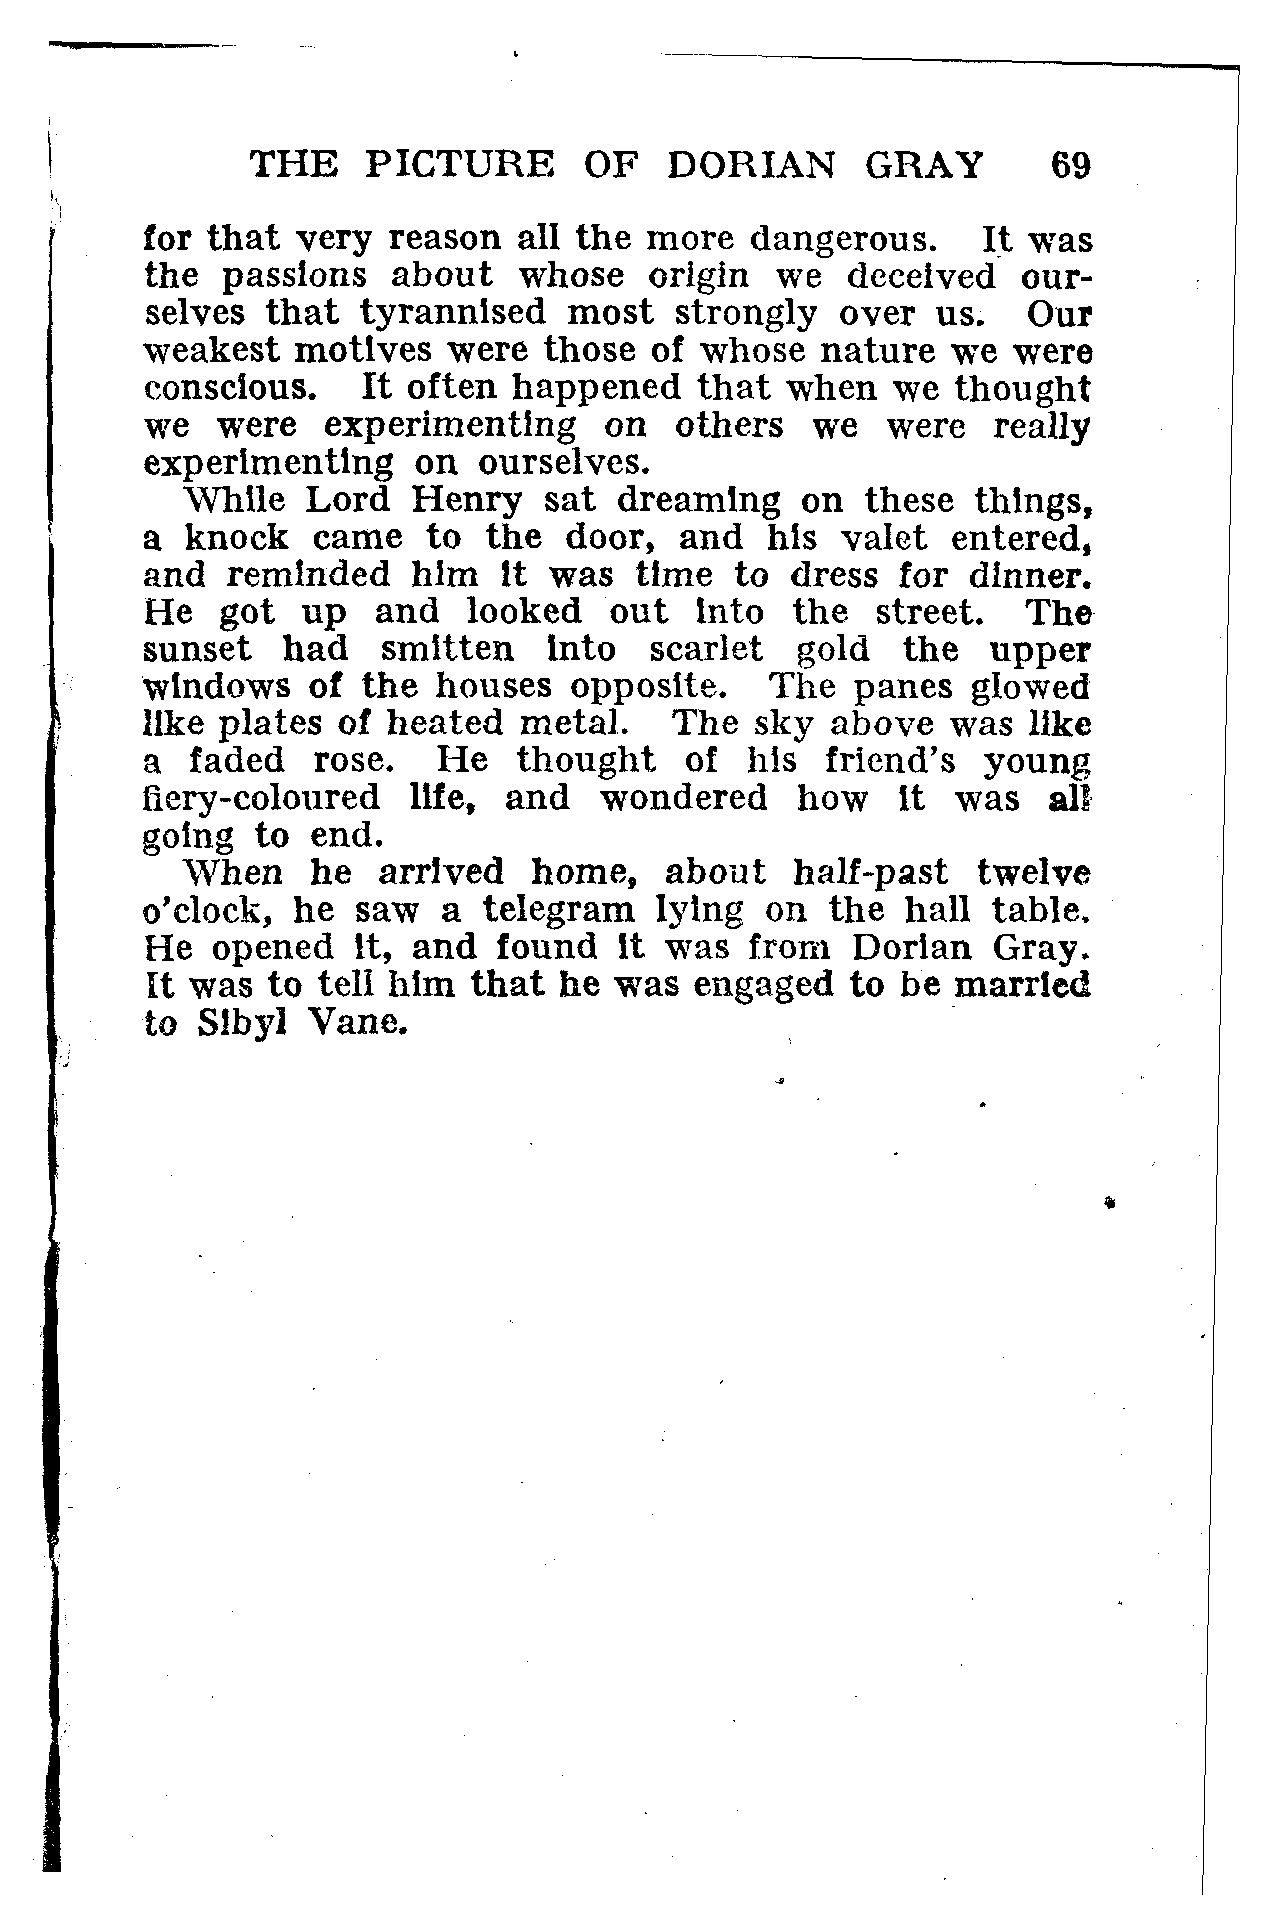 THE PICTURE OF DORIAN GRAY 69
for that very reason all the more dangerous. It was
the passions about whose origin we deceived our-
selves that tyrannised most strongly over us. Our
weakest motives were those of whose nature we were
conscious. It often happened that when we thought
we were experimenting on others we were really
experimenting on ourselves.
While Lord Henry sat dreaming on these things,
a knock came to the door, and his valet entered,
and reminded him it was time to dress for dinner.
He got up and looked out into the street. The
sunset had smitten into scarlet gold the upper
windows of the houses opposite. The panes glowed
like plates of heated metal. The sky above was like
a faded rose. He thought of his friend's young
fiery-coloured life, and wondered how it was all
going to end.
When he arrived home, about half-past twelve
o'clock, he saw a telegram lying on the hall table.
He opened it, and found it was from Dorian Gray.
It was to tell him that he was engaged to be married
to Sibyl Vane.